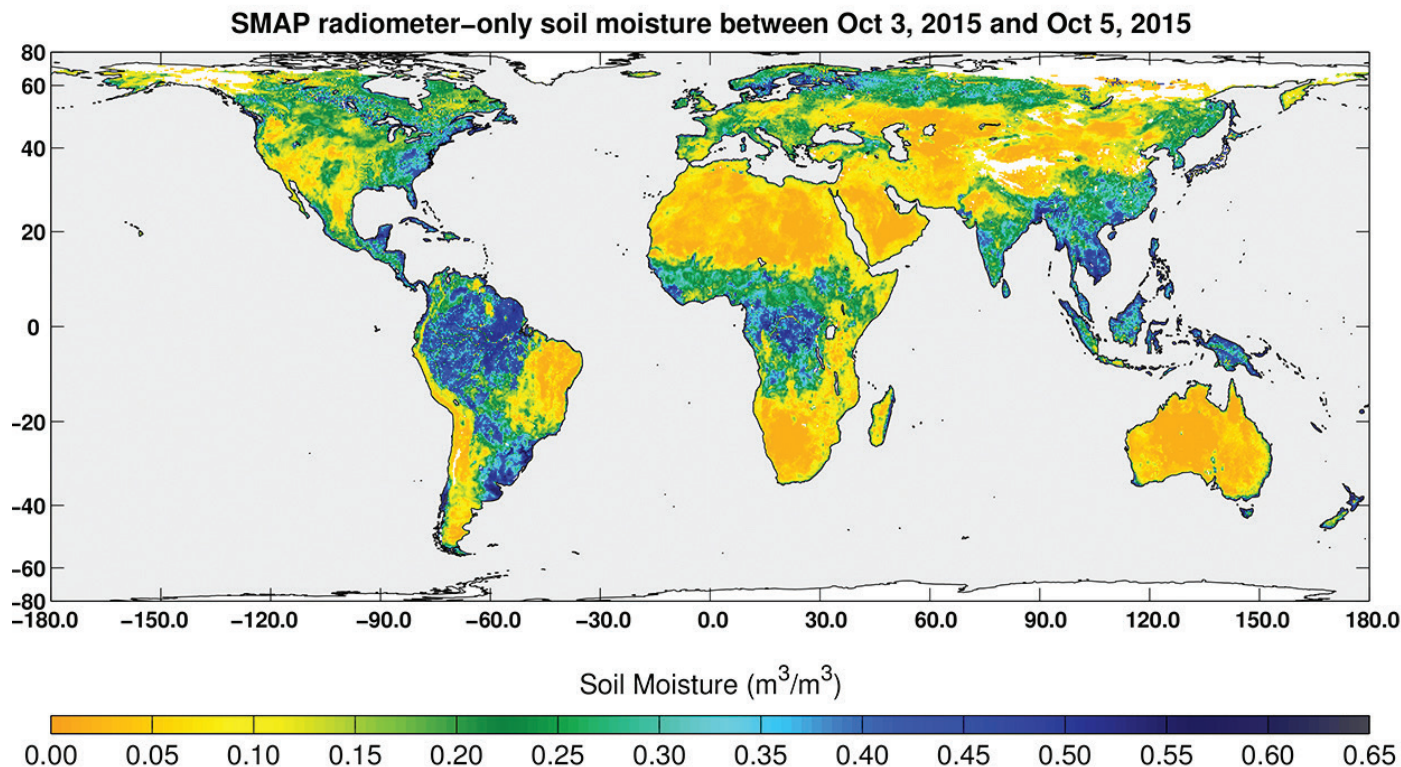 SMAP radiometer−only soil moisture between Oct 3, 2015 and Oct 5, 2015
80
60
40
20
0
−20
−40
−60
−80
−180.0 −150.0 −120.0 −90.0 −60.0 −30.0 0.0 30.0 60.0 90.0 120.0 150.0 180.0
Soil Moisture (m³/m³)
0.00 0.05 0.10 0.15 0.20 0.25 0.30 0.35 0.40 0.45 0.50 0.55 0.60 0.65